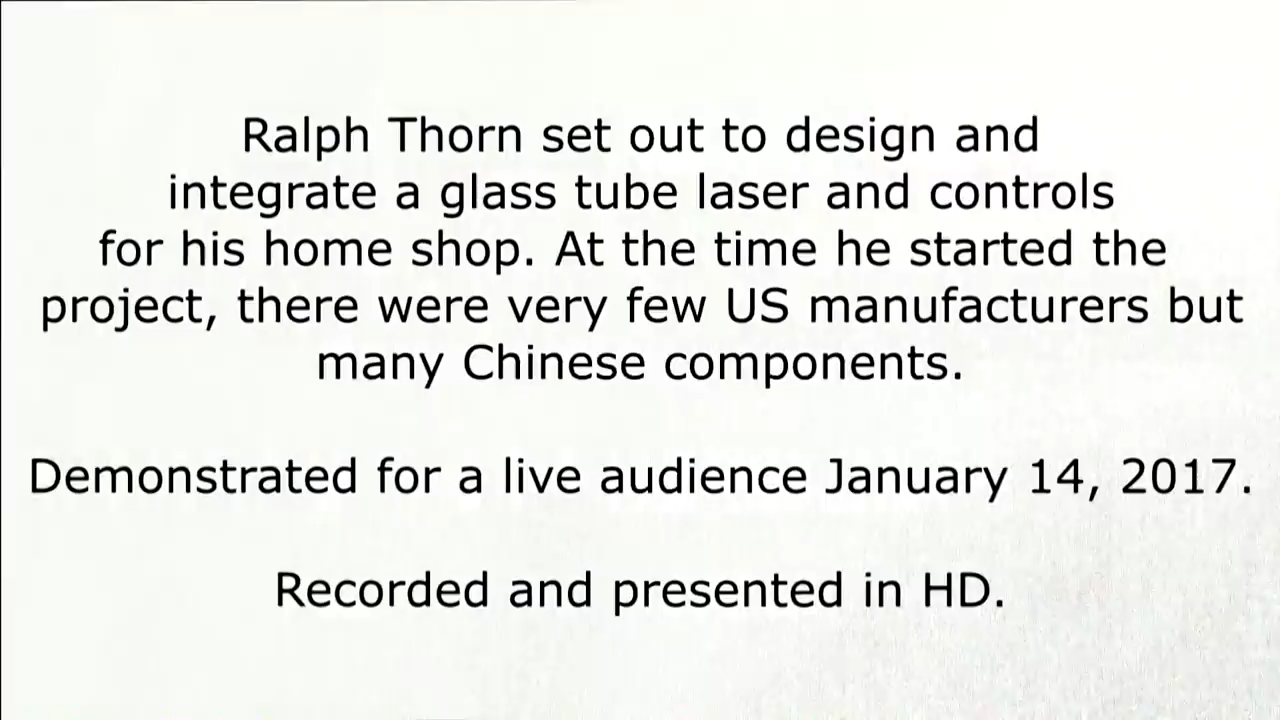 Ralph Thorn set out to design and
integrate a glass tube laser and controls
for his home shop. At the time he started the
project, there were very few US manufacturers but
many Chinese components.
Demonstrated for a live audience January 14, 2017.
Recorded and presented in HD.